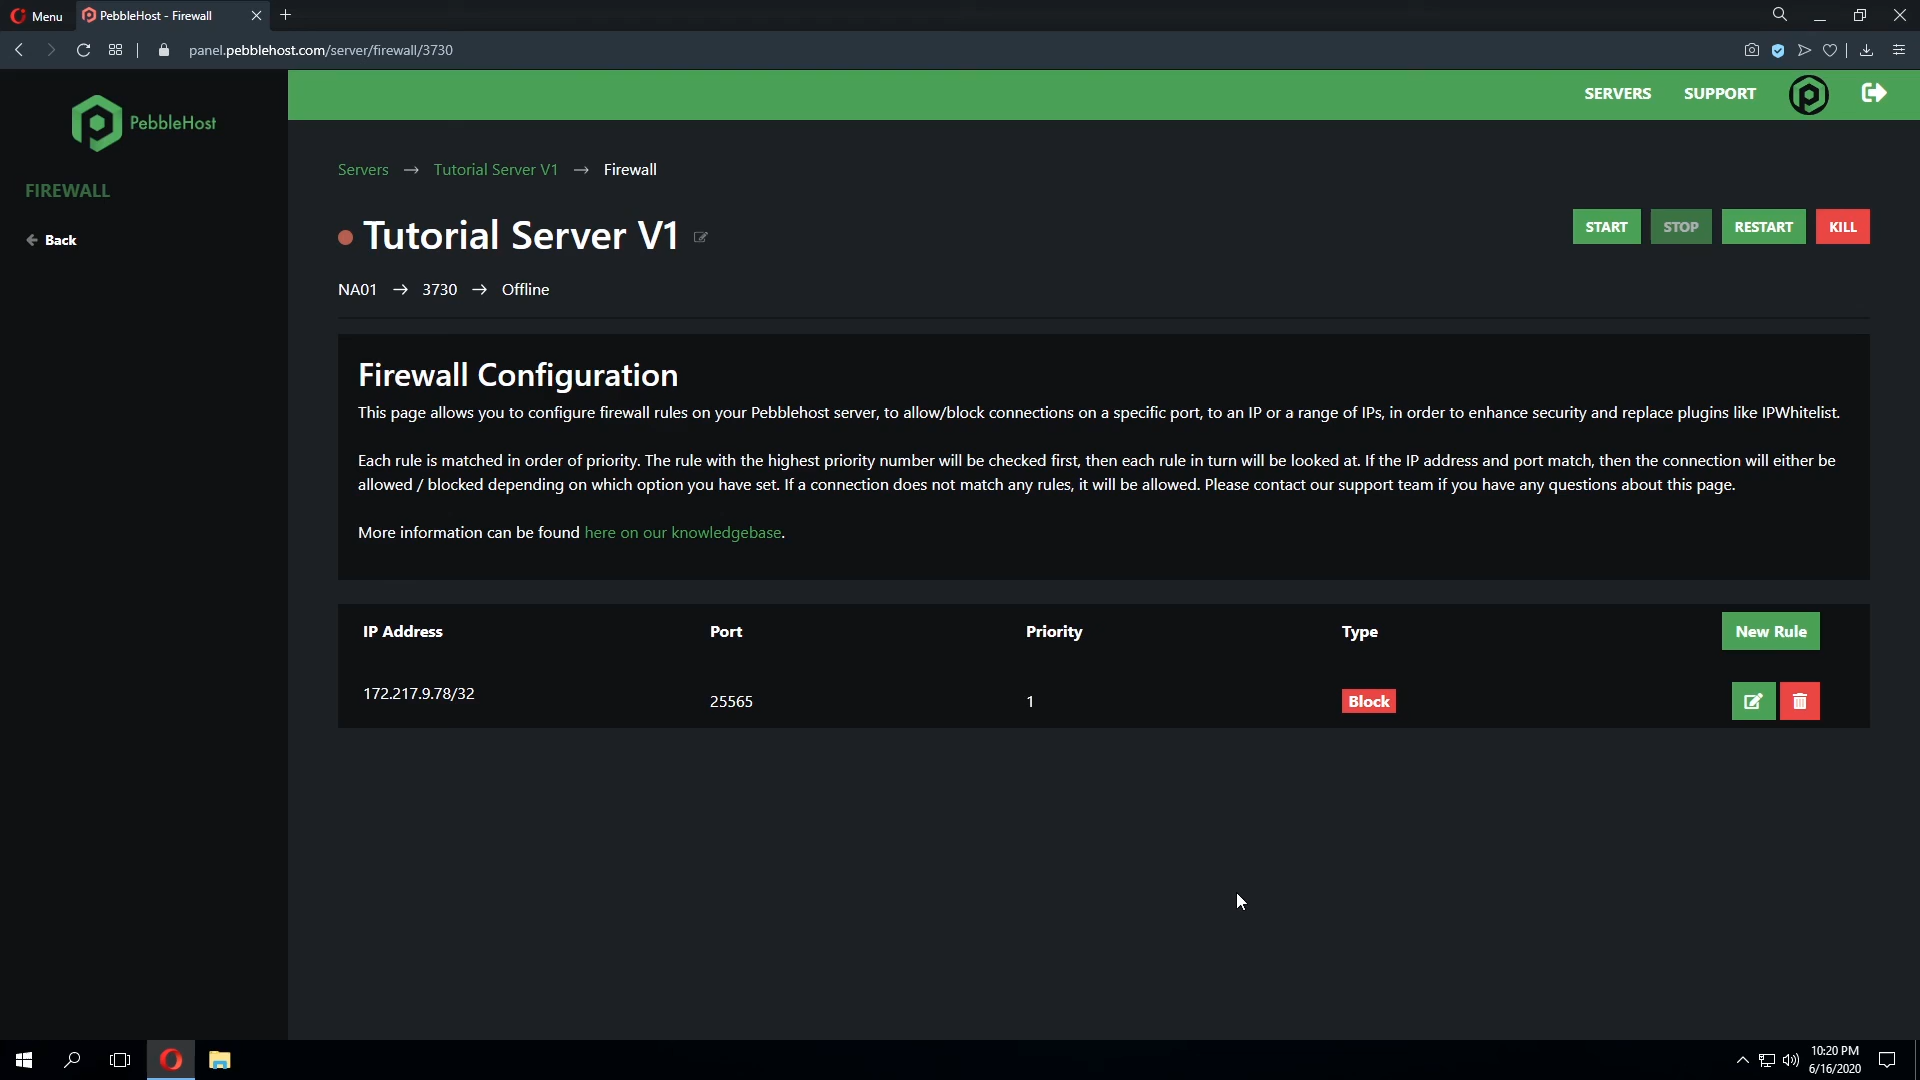 Menu
PebbleHost - Firewall
panel.pebblehost.com/server/firewall/3730
PebbleHost
SERVERS
SUPPORT
FIREWALL
Back
Servers → Tutorial Server V1 → Firewall
Tutorial Server V1
START
STOP
RESTART
KILL
NA01 → 3730 → Offline
Firewall Configuration
This page allows you to configure firewall rules on your Pebblehost server, to allow/block connections on a specific port, to an IP or a range of IPs, in order to enhance security and replace plugins like IPWhitelist.
Each rule is matched in order of priority. The rule with the highest priority number will be checked first, then each rule in turn will be looked at. If the IP address and port match, then the connection will either be
allowed / blocked depending on which option you have set. If a connection does not match any rules, it will be allowed. Please contact our support team if you have any questions about this page.
More information can be found here on our knowledgebase.
IP Address Port Priority Type New Rule
172.217.9.78/32 25565 1 Block
10:20 PM
6/16/2020